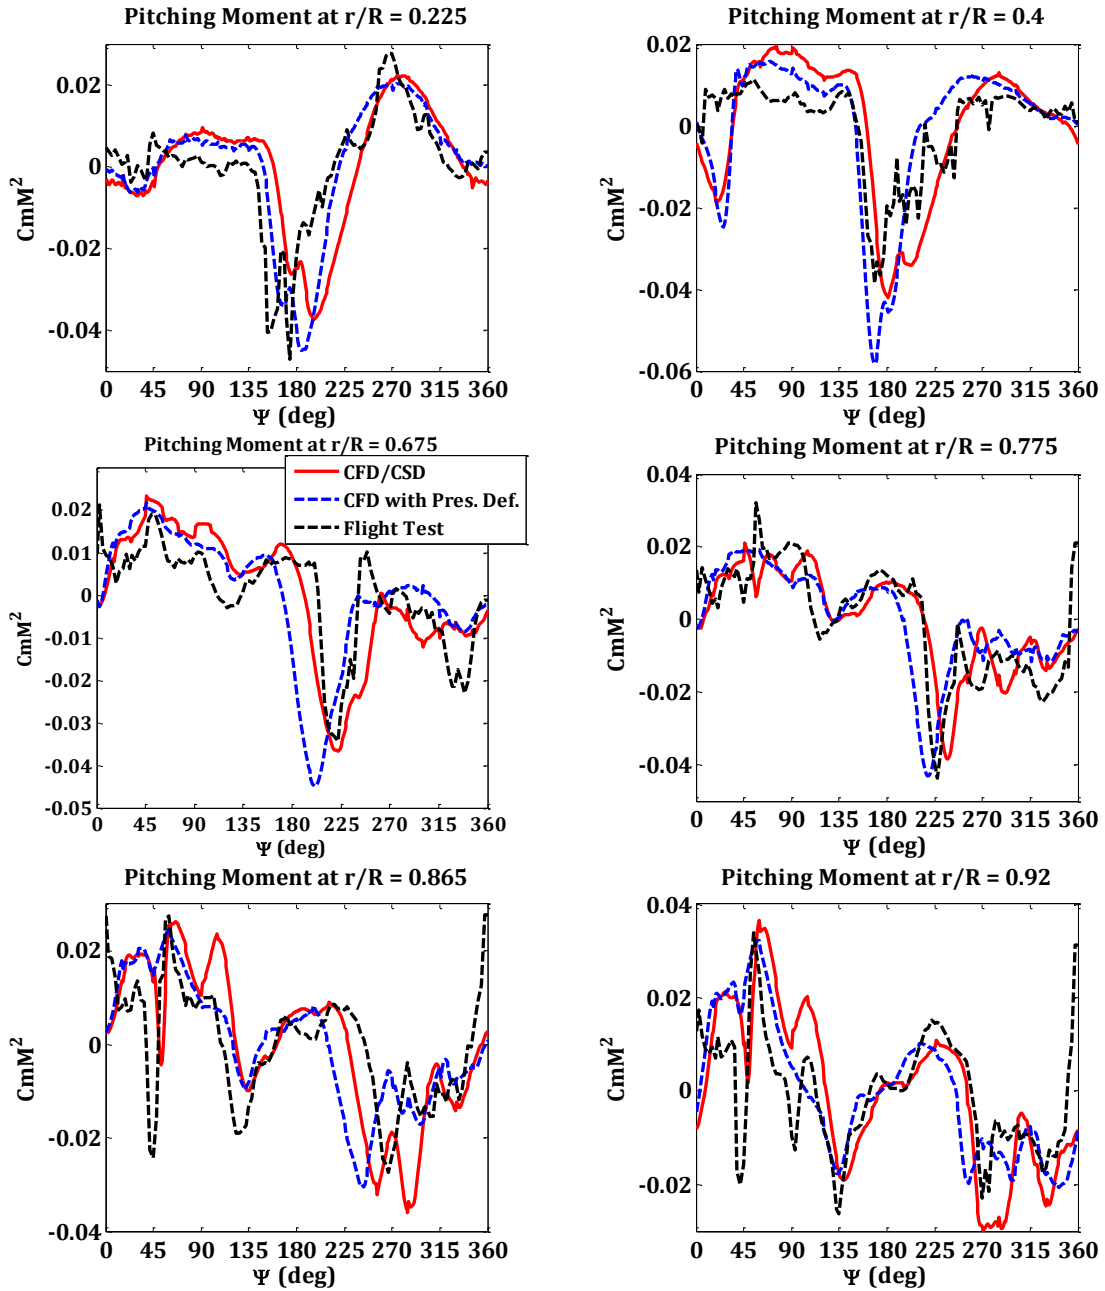 Pitching Moment at r/R = 0.225
0.02
0
-0.02
-0.04
CmM²
0 45 90 135 180 225 270 315 360
Ψ (deg)
Pitching Moment at r/R = 0.4
0.02
0
-0.02
-0.04
-0.06
CmM²
0 45 90 135 180 225 270 315 360
Ψ (deg)
Pitching Moment at r/R = 0.675
CFD/CSD
CFD with Pres. Def.
Flight Test
0.02
0.01
0
-0.01
-0.02
-0.03
-0.04
-0.05
CmM²
0 45 90 135 180 225 270 315 360
Ψ (deg)
Pitching Moment at r/R = 0.775
0.04
0.02
0
-0.02
-0.04
CmM²
0 45 90 135 180 225 270 315 360
Ψ (deg)
Pitching Moment at r/R = 0.865
0.02
0
-0.02
-0.04
CmM²
0 45 90 135 180 225 270 315 360
Ψ (deg)
Pitching Moment at r/R = 0.92
0.04
0.02
0
-0.02
CmM²
0 45 90 135 180 225 270 315 360
Ψ (deg)